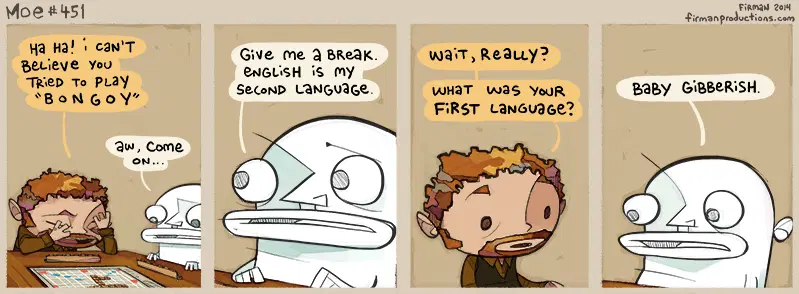 Moe #451
FIRMAN 2014
firmanproductions.com
HA HA! i CAN'T
BELIEVE YOU
TRIED TO PLAY
"BONGOY"
AW, COME
ON...
GIVE ME A BREAK.
ENGLISH IS MY
SECOND LANGUAGE.
WAIT, REALLY?
WHAT WAS YOUR
FIRST LANGUAGE?
BABY GIBBERISH.